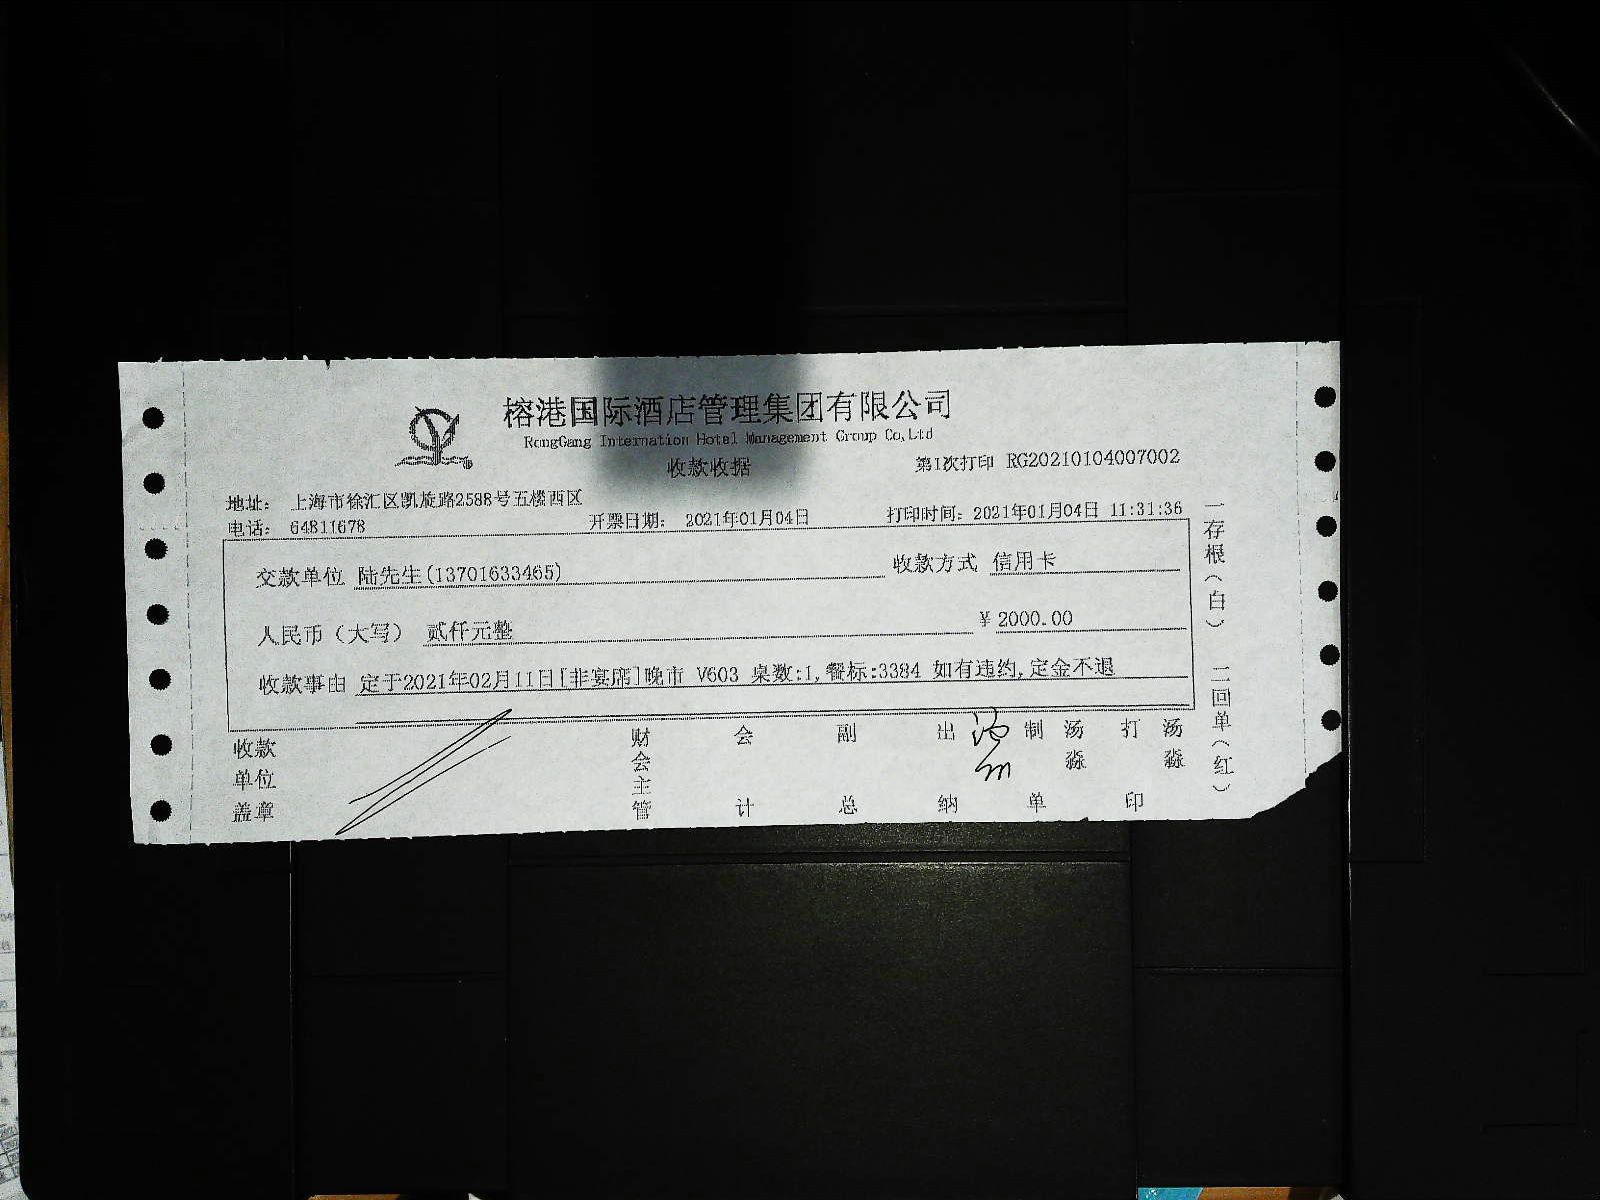 榕港国际酒店管理集团有限公司
RongGang Internation Hotel Management Group Co,Ltd
收款收据
第1次打印 RG20210104007002
地址： 上海市徐汇区凯旋路2588号五楼西区
电话： 64811678
开票日期： 2021年01月04日
打印时间：2021年01月04日 11:31:36
交款单位 陆先生(13701633465)
收款方式 信用卡
人民币（大写） 贰仟元整
¥ 2000.00
收款事由 定于2021年02月11日[非宴席]晚市 V603 桌数:1,餐标:3384 如有违约,定金不退
收款单位盖章
财会主管
会计
副总
出纳
制单 汤淼
打印 汤淼
一存根（白） 二回单（红）